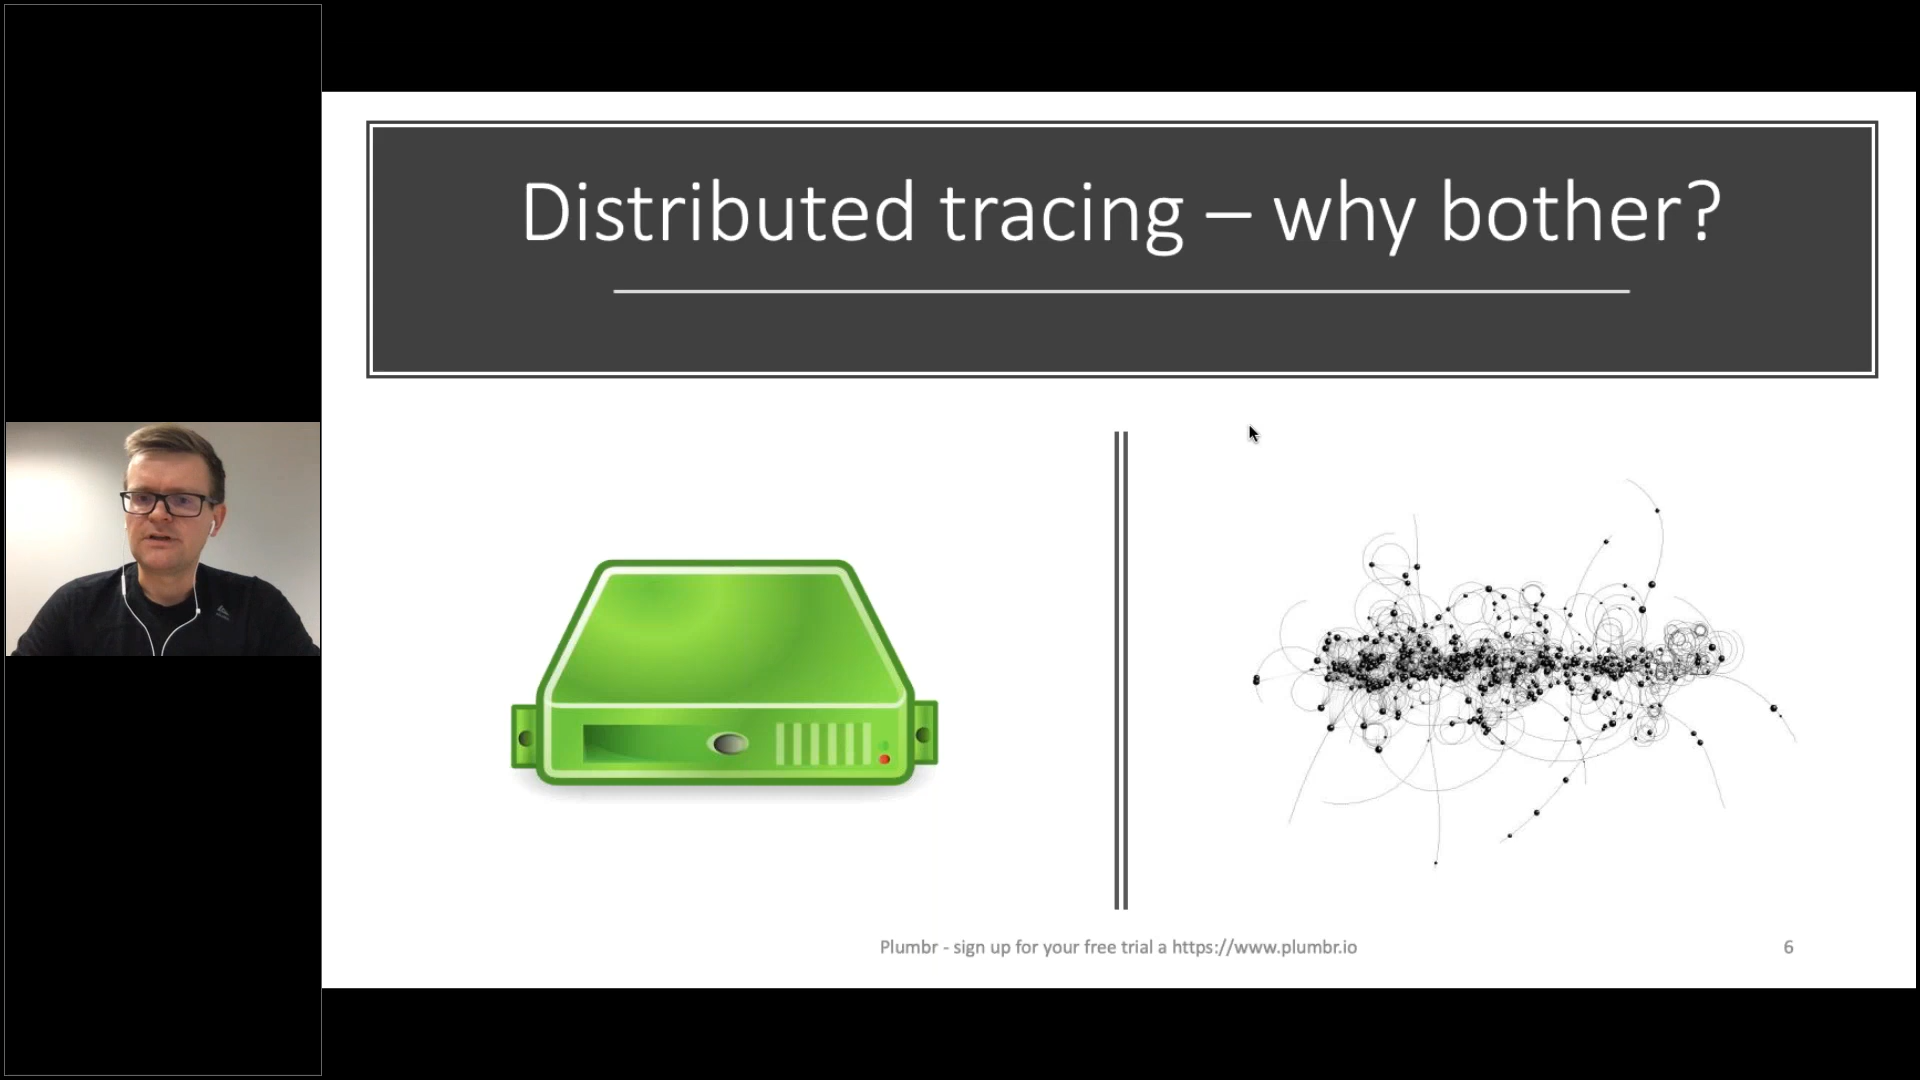 Distributed tracing – why bother?
Plumbr - sign up for your free trial a https://www.plumbr.io
6